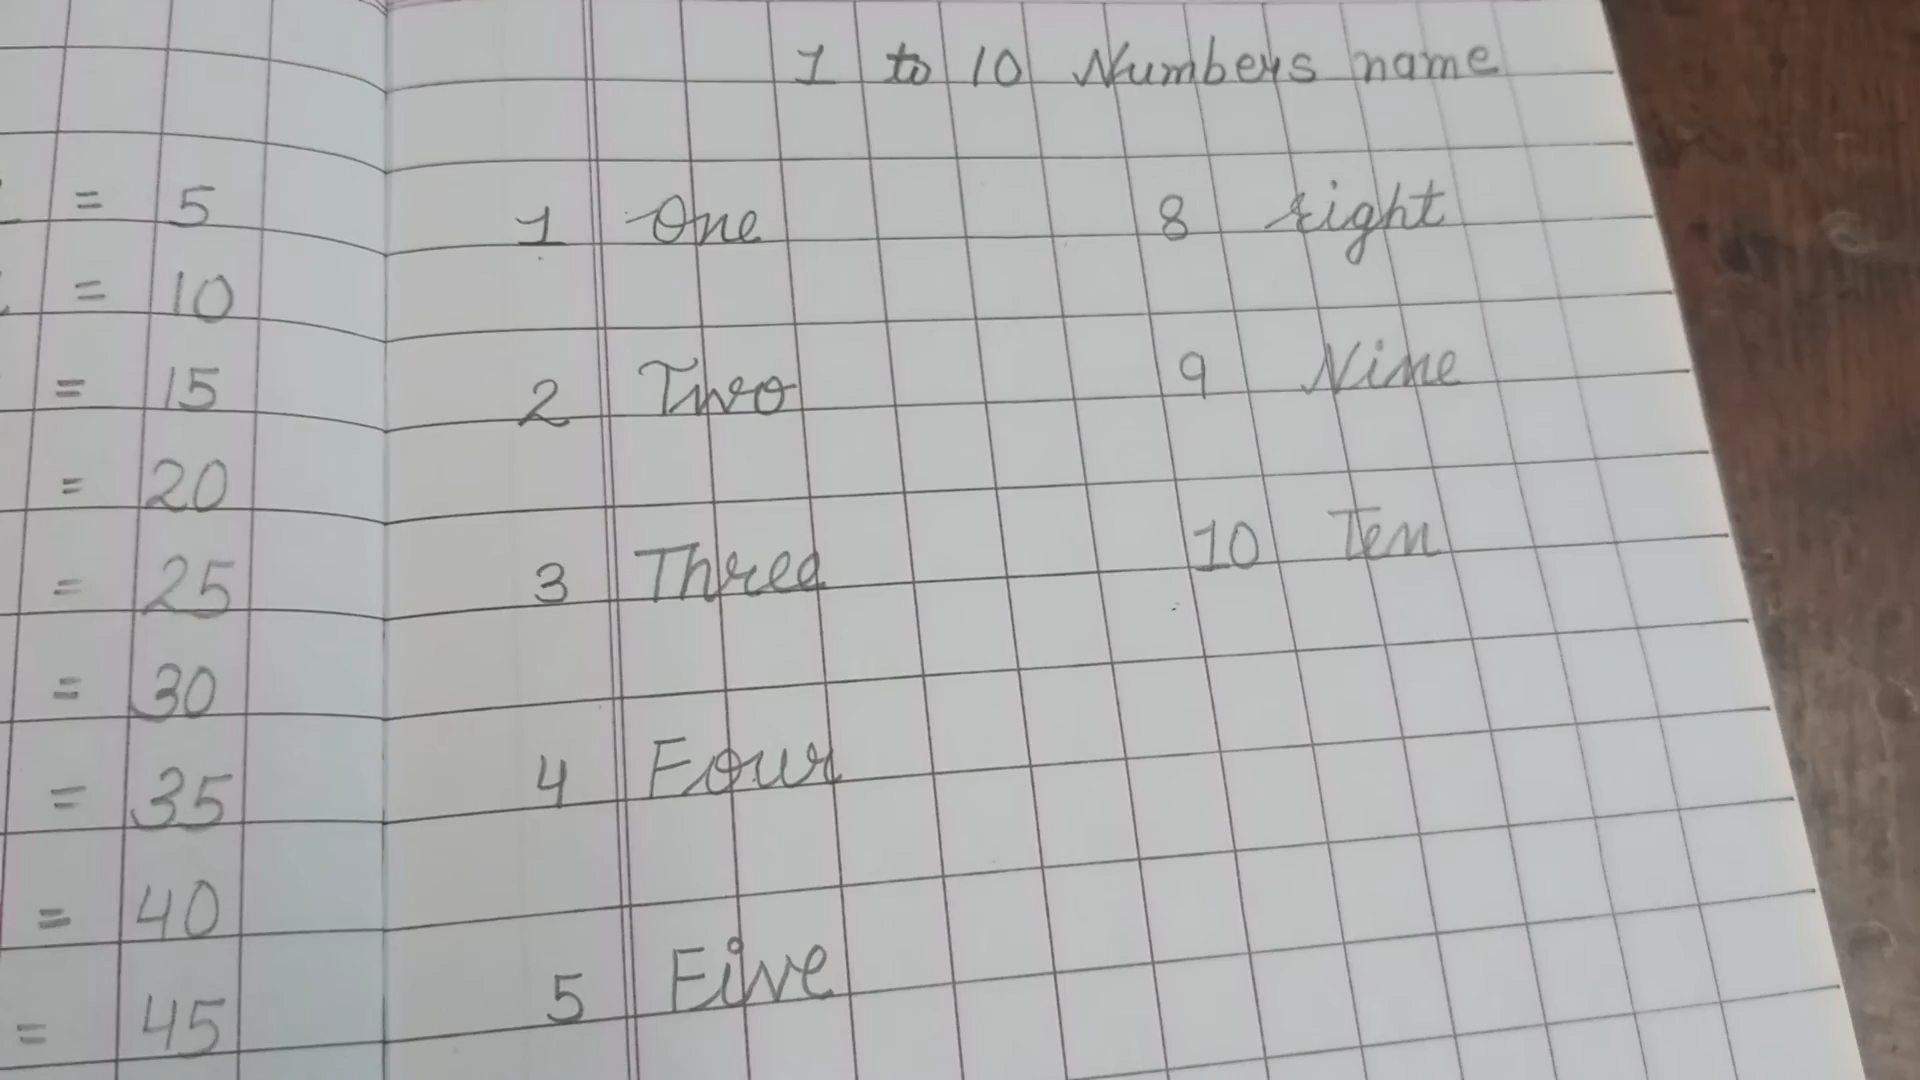 1 to 10 Numbers name
1 One
2 Two
3 Three
4 Four
5 Five
8 Eight
9 Nine
10 Ten
= 5
= 10
= 15
= 20
= 25
= 30
= 35
= 40
= 45